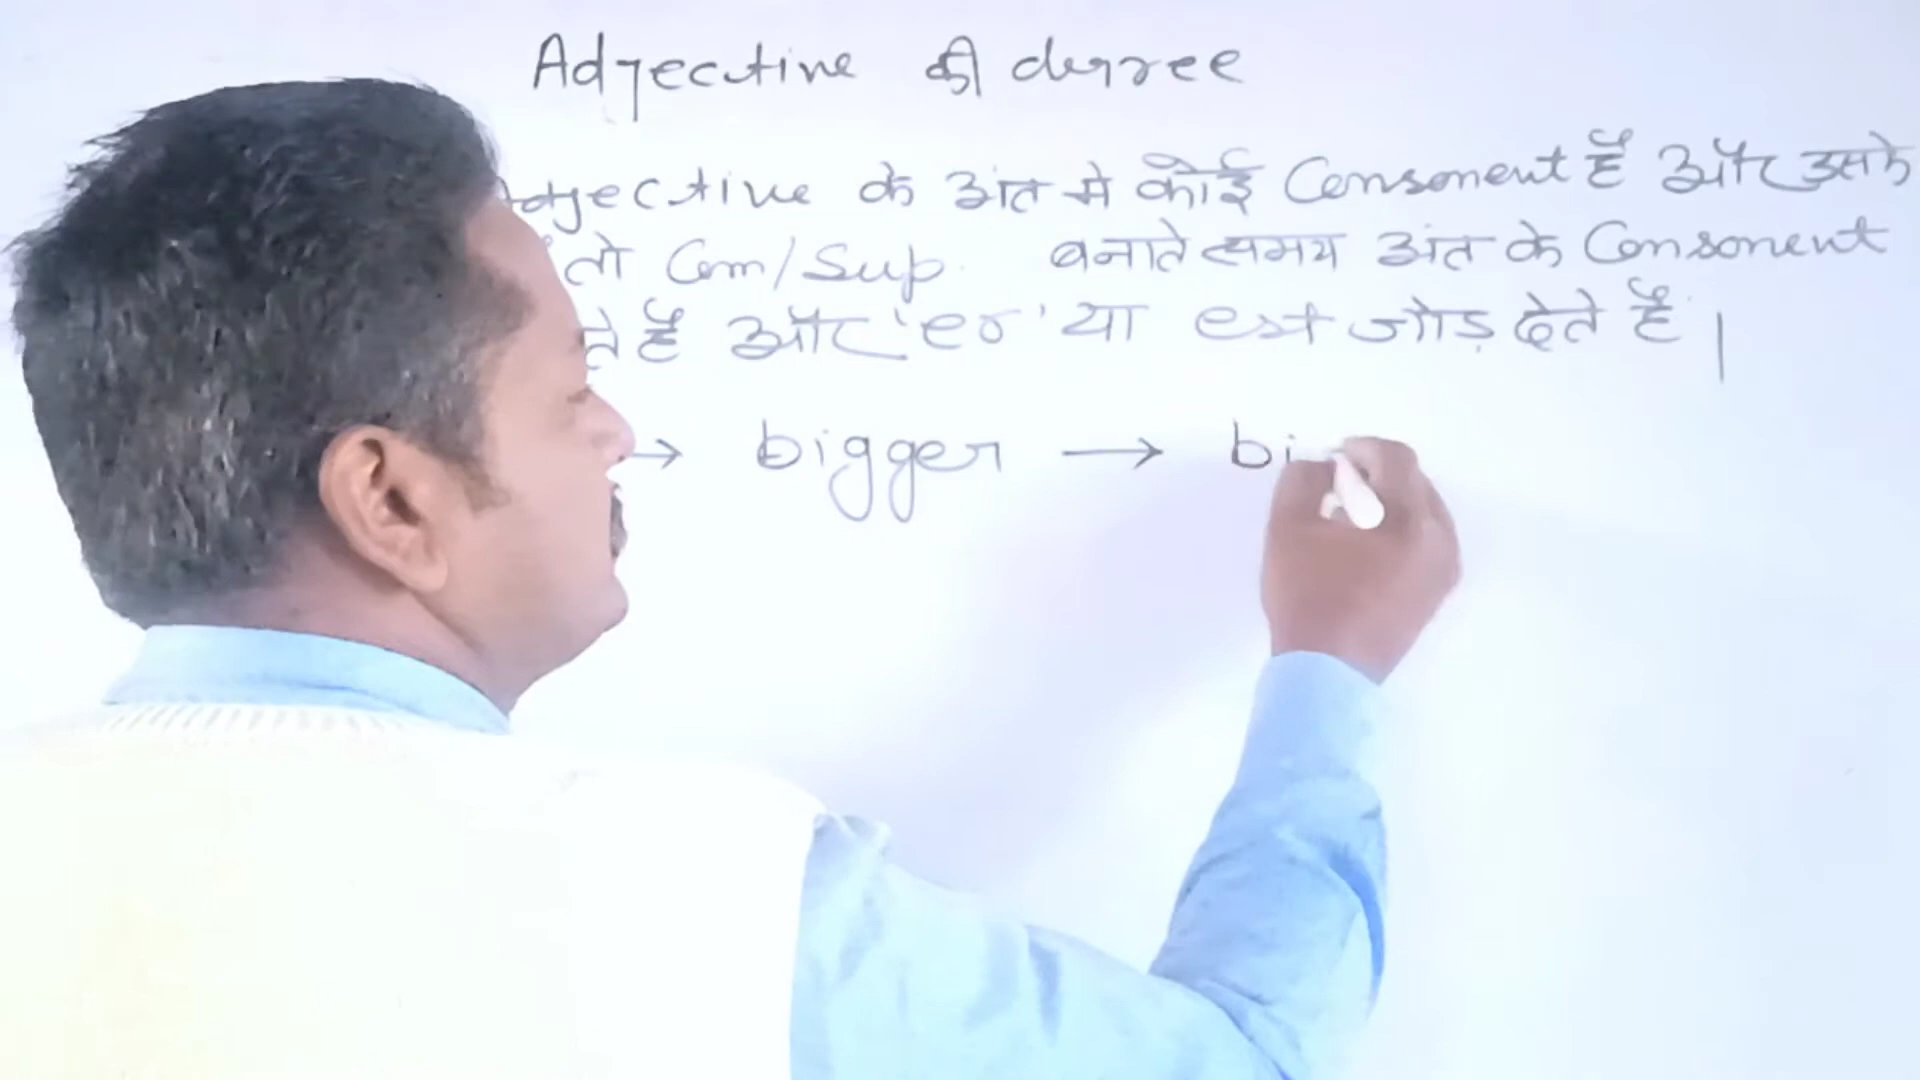 Adjective की degree
Adjective के अंत में कोई Consonent हैं और उसके
तो Com/Sup. बनाते समय अंत के Consonent
ते हैं और 'er' या est जोड़ देते हैं।
→ bigger → bi